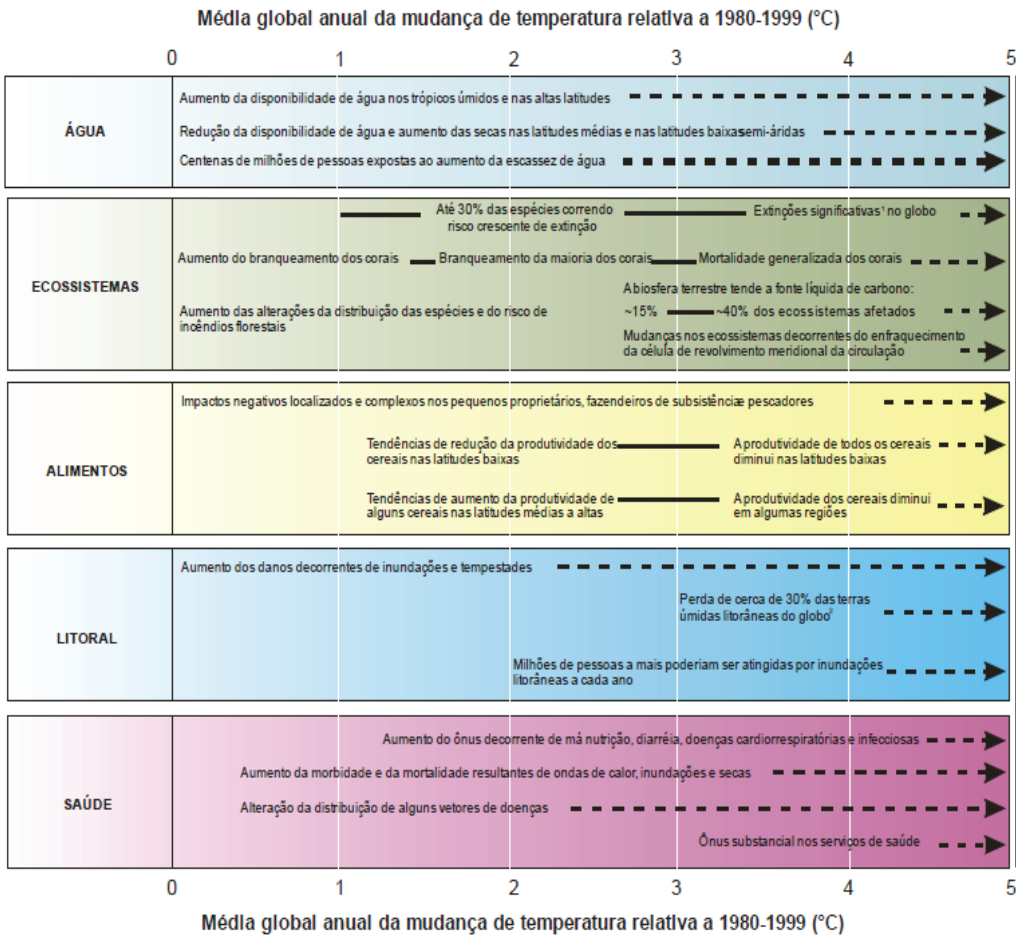 Média global anual da mudança de temperatura relativa a 1980-1999 (°C)
0 1 2 3 4 5
ÁGUA
Aumento da disponibilidade de água nos trópicos úmidos e nas altas latitudes
Redução da disponibilidade de água e aumento das secas nas latitudes médias e nas latitudes baixassemi-áridas
Centenas de milhões de pessoas expostas ao aumento da escassez de água
ECOSSISTEMAS
Até 30% das espécies correndo
risco crescente de extinção
Extinções significativas¹ no globo
Aumento do branqueamento dos corais
Branqueamento da maioria dos corais
Mortalidade generalizada dos corais
Aumento das alterações da distribuição das espécies e do risco de
incêndios florestais
A biosfera terrestre tende a fonte líquida de carbono:
~15% ~40% dos ecossistemas afetados
Mudanças nos ecossistemas decorrentes do enfraquecimento
da célula de revolvimento meridional da circulação
ALIMENTOS
Impactos negativos localizados e complexos nos pequenos proprietários, fazendeiros de subsistência e pescadores
Tendências de redução da produtividade dos
cereais nas latitudes baixas
A produtividade de todos os cereais
diminui nas latitudes baixas
Tendências de aumento da produtividade de
alguns cereais nas latitudes médias a altas
A produtividade dos cereais diminui
em algumas regiões
LITORAL
Aumento dos danos decorrentes de inundações e tempestades
Perda de cerca de 30% das terras
úmidas litorâneas do globo²
Milhões de pessoas a mais poderiam ser atingidas por inundações
litorâneas a cada ano
SAÚDE
Aumento do ônus decorrente de má nutrição, diarréia, doenças cardiorrespiratórias e infecciosas
Aumento da morbidade e da mortalidade resultantes de ondas de calor, inundações e secas
Alteração da distribuição de alguns vetores de doenças
Ônus substancial nos serviços de saúde
0 1 2 3 4 5
Média global anual da mudança de temperatura relativa a 1980-1999 (°C)